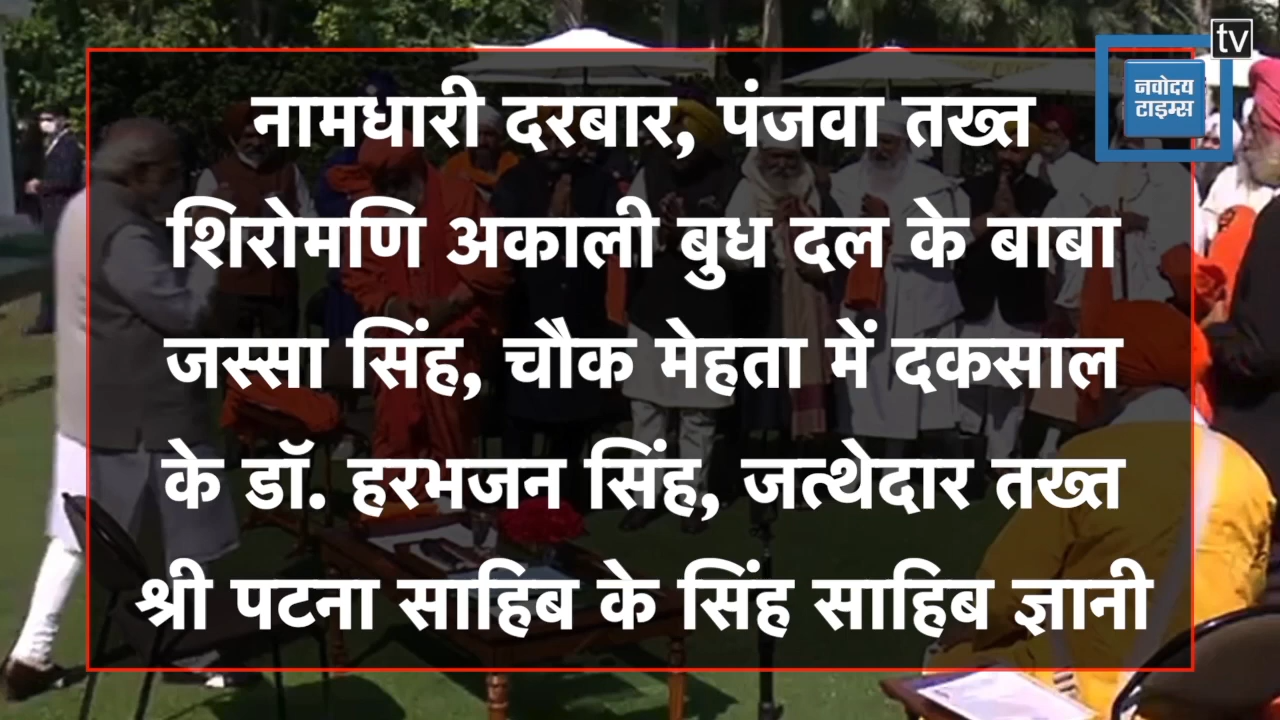 tv
नवोदय
टाइम्स
नामधारी दरबार, पंजवा तख्त
शिरोमणि अकाली बुध दल के बाबा
जस्सा सिंह, चौक मेहता में दकसाल
के डॉ. हरभजन सिंह, जत्थेदार तख्त
श्री पटना साहिब के सिंह साहिब ज्ञानी